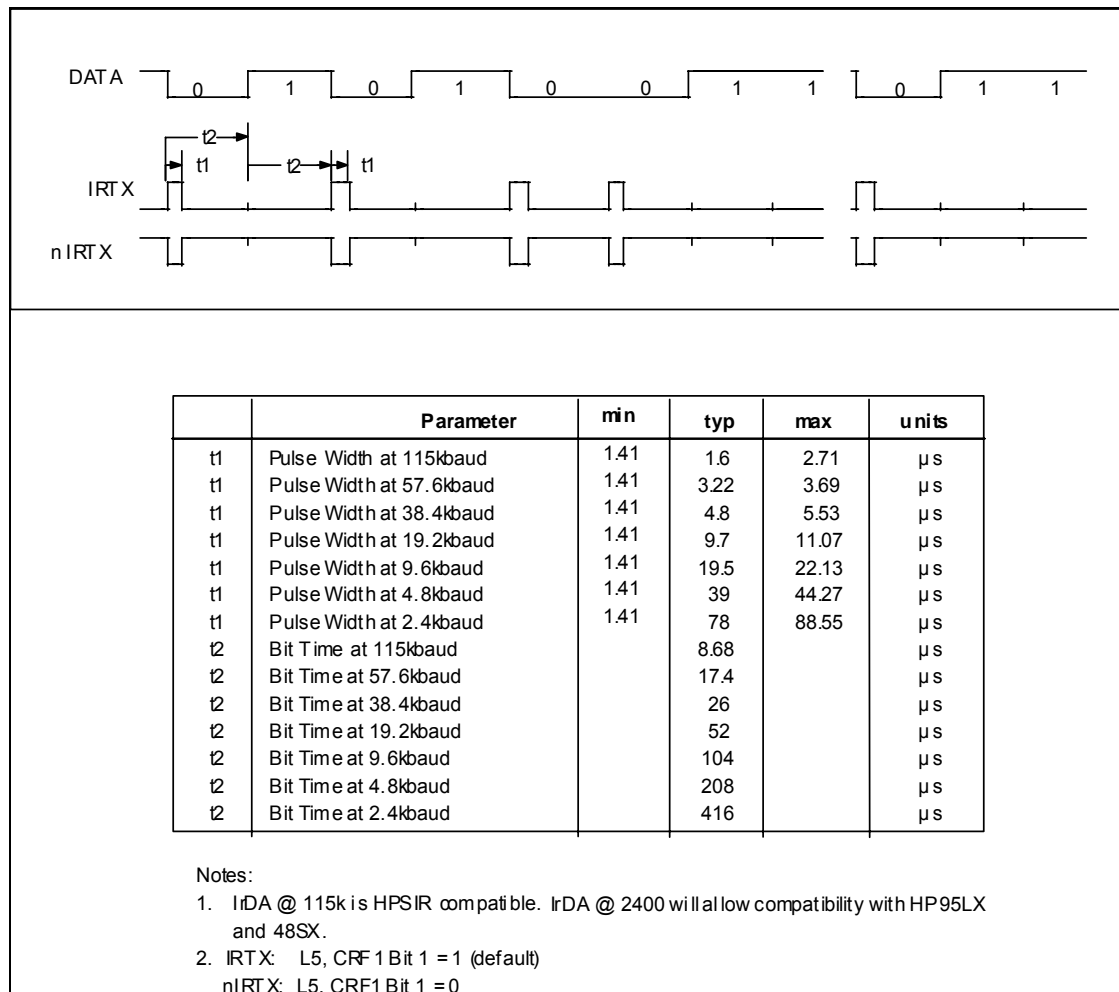 DATA 0 1 0 1 0 0 1 1 0 1 1
t2
t1 t2 t1
IRTX
nIRTX
Parameter min typ max units
t1 Pulse Width at 115kbaud 1.41 1.6 2.71 µs
t1 Pulse Width at 57.6kbaud 1.41 3.22 3.69 µs
t1 Pulse Width at 38.4kbaud 1.41 4.8 5.53 µs
t1 Pulse Width at 19.2kbaud 1.41 9.7 11.07 µs
t1 Pulse Width at 9.6kbaud 1.41 19.5 22.13 µs
t1 Pulse Width at 4.8kbaud 1.41 39 44.27 µs
t1 Pulse Width at 2.4kbaud 1.41 78 88.55 µs
t2 Bit Time at 115kbaud 8.68 µs
t2 Bit Time at 57.6kbaud 17.4 µs
t2 Bit Time at 38.4kbaud 26 µs
t2 Bit Time at 19.2kbaud 52 µs
t2 Bit Time at 9.6kbaud 104 µs
t2 Bit Time at 4.8kbaud 208 µs
t2 Bit Time at 2.4kbaud 416 µs
Notes:
1. IrDA @ 115k is HPSIR compatible. IrDA @ 2400 will allow compatibility with HP95LX
and 48SX.
2. IRTX: L5, CRF1 Bit 1 = 1 (default)
nIRTX: L5, CRF1 Bit 1 = 0